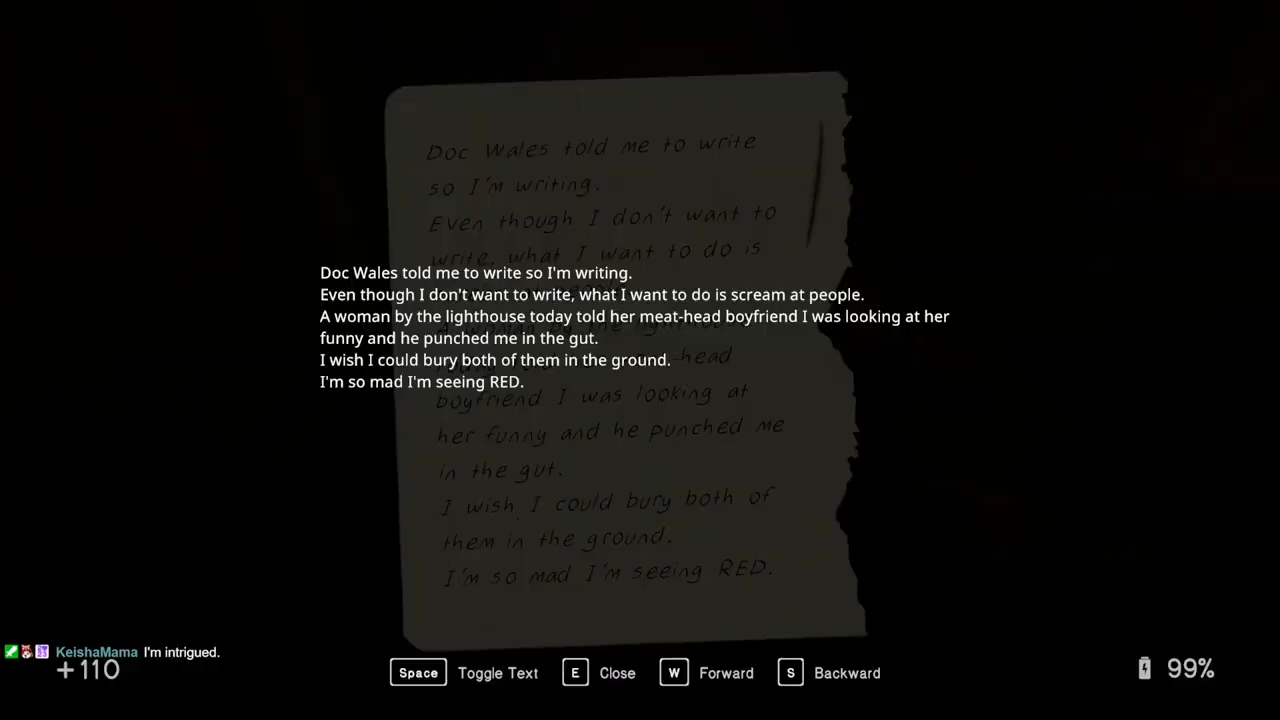 Doc Wales told me to write
so I'm writing.
Even though I don't want to
write, what I want to do is
boyfriend I was looking at
her funny and he punched me
in the gut.
I wish I could bury both of
them in the ground.
I'm so mad I'm seeing RED.
Doc Wales told me to write so I'm writing.
Even though I don't want to write, what I want to do is scream at people.
A woman by the lighthouse today told her meat-head boyfriend I was looking at her
funny and he punched me in the gut.
I wish I could bury both of them in the ground.
I'm so mad I'm seeing RED.
KeishaMama I'm intrigued.
+110
Space Toggle Text E Close W Forward S Backward
99%